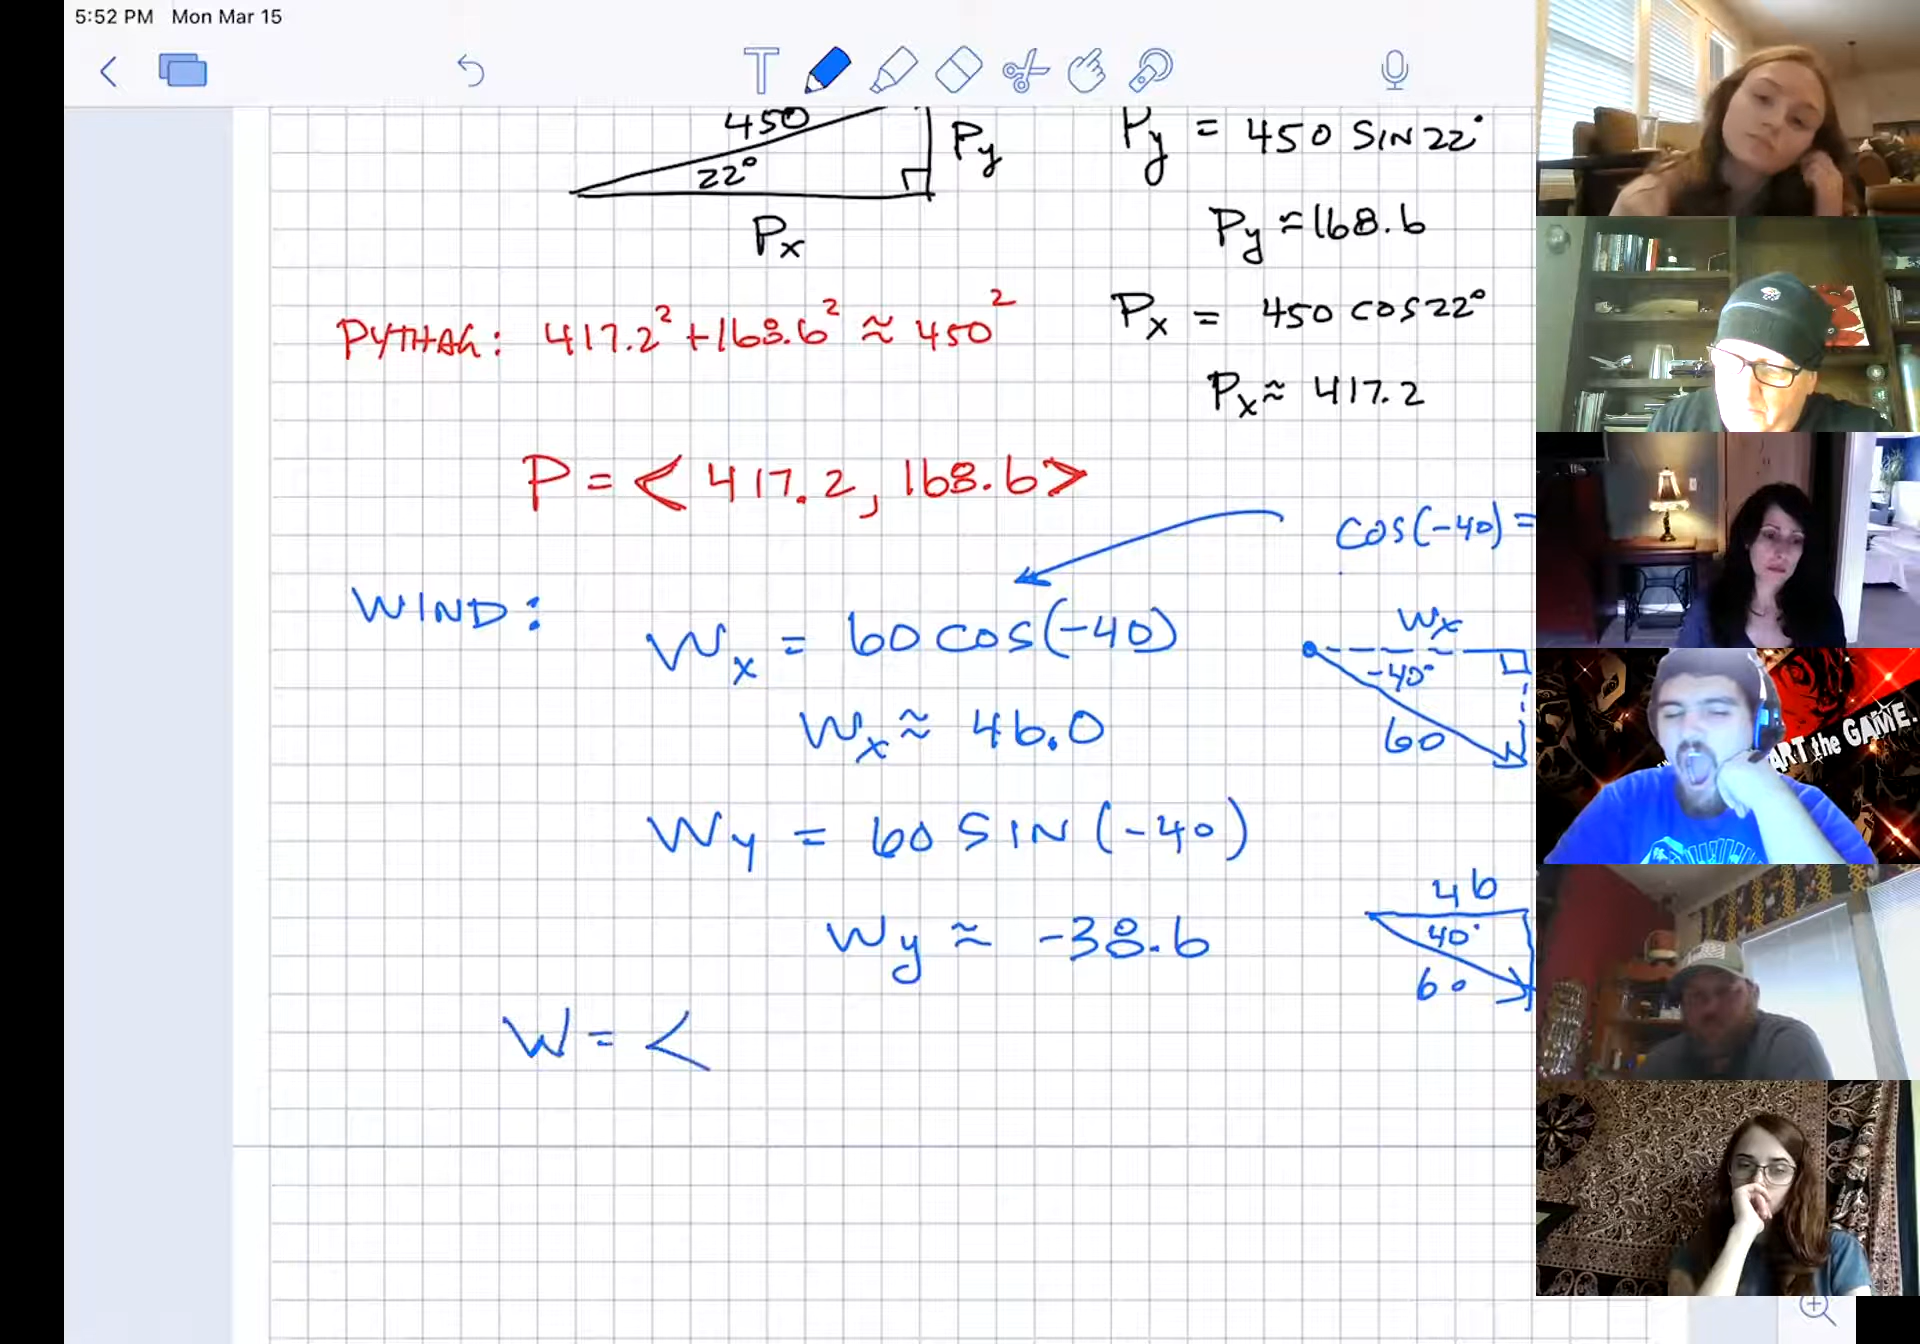 5:52 PM Mon Mar 15
T
450
22°
Py
Px
Py = 450 SIN 22°
Py ≈ 168.6
Px = 450 COS 22°
Px ≈ 417.2
PYTHAG: 417.2² + 168.6² ≈ 450²
P = < 417.2, 168.6 >
COS(-40) =
WIND:
Wx = 60 COS(-40)
Wx ≈ 46.0
Wx
-40°
60
Wy = 60 SIN (-40)
Wy ≈ -38.6
46
40°
60
W = <
ART the GAME.